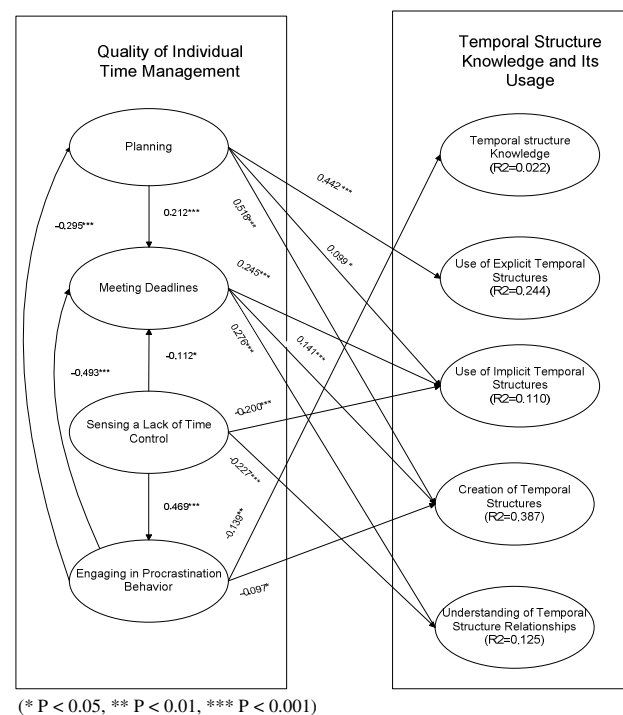 Quality of Individual
Time Management
Temporal Structure
Knowledge and Its
Usage
Planning
Temporal structure
Knowledge
(R2=0.022)
0.442***
-0.295***
0.212***
0.518***
0.099*
Use of Explicit Temporal
Structures
(R2=0.244)
Meeting Deadlines
0.245***
0.276***
0.141***
-0.112*
-0.493***
Use of Implicit Temporal
Structures
(R2=0.110)
Sensing a Lack of Time
Control
-0.200***
-0.227***
0.469***
-0.139**
Creation of Temporal
Structures
(R2=0.387)
Engaging in Procrastination
Behavior
-0.097*
Understanding of Temporal
Structure Relationships
(R2=0.125)
(* P < 0.05, ** P < 0.01, *** P < 0.001)